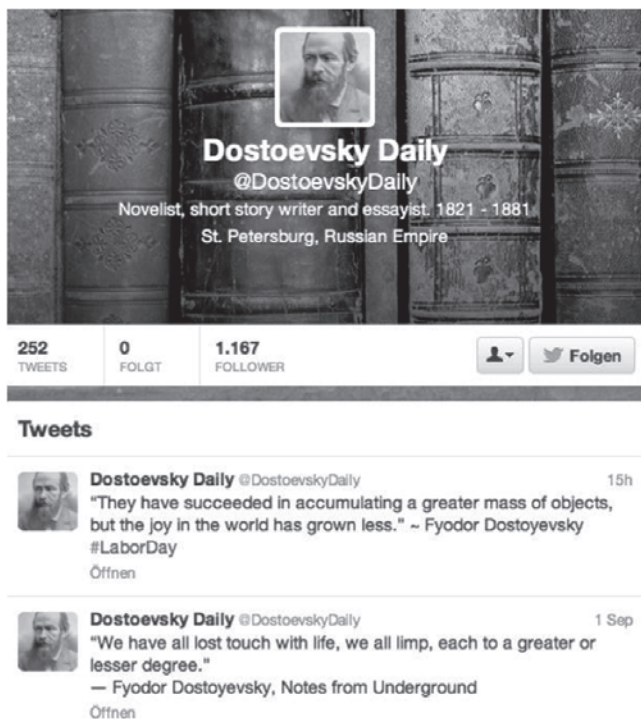 Dostoevsky Daily
@DostoevskyDaily
Novelist, short story writer and essayist. 1821 - 1881
St. Petersburg, Russian Empire
252
TWEETS
0
FOLGT
1.167
FOLLOWER
Folgen
Tweets
Dostoevsky Daily @DostoevskyDaily 15h
"They have succeeded in accumulating a greater mass of objects,
but the joy in the world has grown less." ~ Fyodor Dostoyevsky
#LaborDay
Öffnen
Dostoevsky Daily @DostoevskyDaily 1 Sep
"We have all lost touch with life, we all limp, each to a greater or
lesser degree."
— Fyodor Dostoyevsky, Notes from Underground
Öffnen